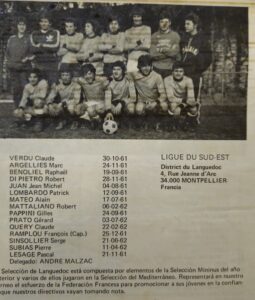 VERDU Claude 30-10-61
ARGELLIES Marc 24-11-61
BENOLIEL Raphaël 19-09-61
DI PIETRO Robert 28-11-61
JUAN Jean Michel 04-08-61
LOMBARDO Patrick 12-09-61
MATEO Alain 17-07-61
MATTALIANO Robert 06-02-62
PAPPINI Gilles 24-09-61
PRATO Gérard 03-07-62
QUERY Claude 22-02-62
RAMPLOU François (Cap.) 26-12-61
SINSOLLIER Serge 21-06-62
SUBIAS Pierre 11-04-62
LESAGE Pascal 21-11-61
Delegado: ANDRE MALZAC
LIGUE DU SUD-EST
District du Languedoc
4, Rue Jeanne d'Arc
34.000 MONTPELLIER
Francia
Selección de Languedoc está compuesta por elementos de la Selección Minimos del año
terior y varios de ellos jugaron en la Selección del Mediterráneo. Representará en nuestro
rneo el esfuerzo de la Federación Francesa para promocionar a sus jóvenes en la confian
que nuestros directivos vayan tomando nota.